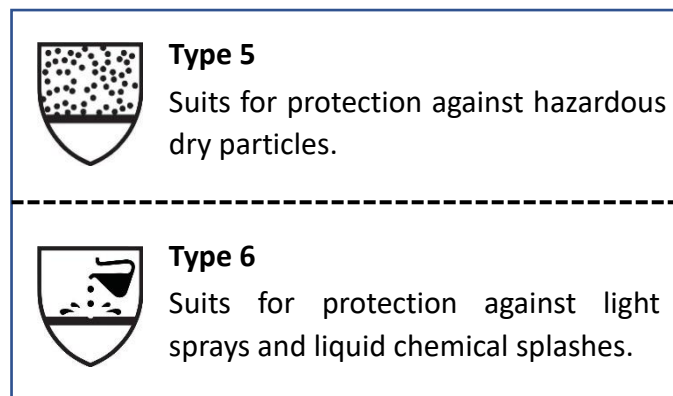 Type 5
Suits for protection against hazardous
dry particles.
Type 6
Suits for protection against light
sprays and liquid chemical splashes.